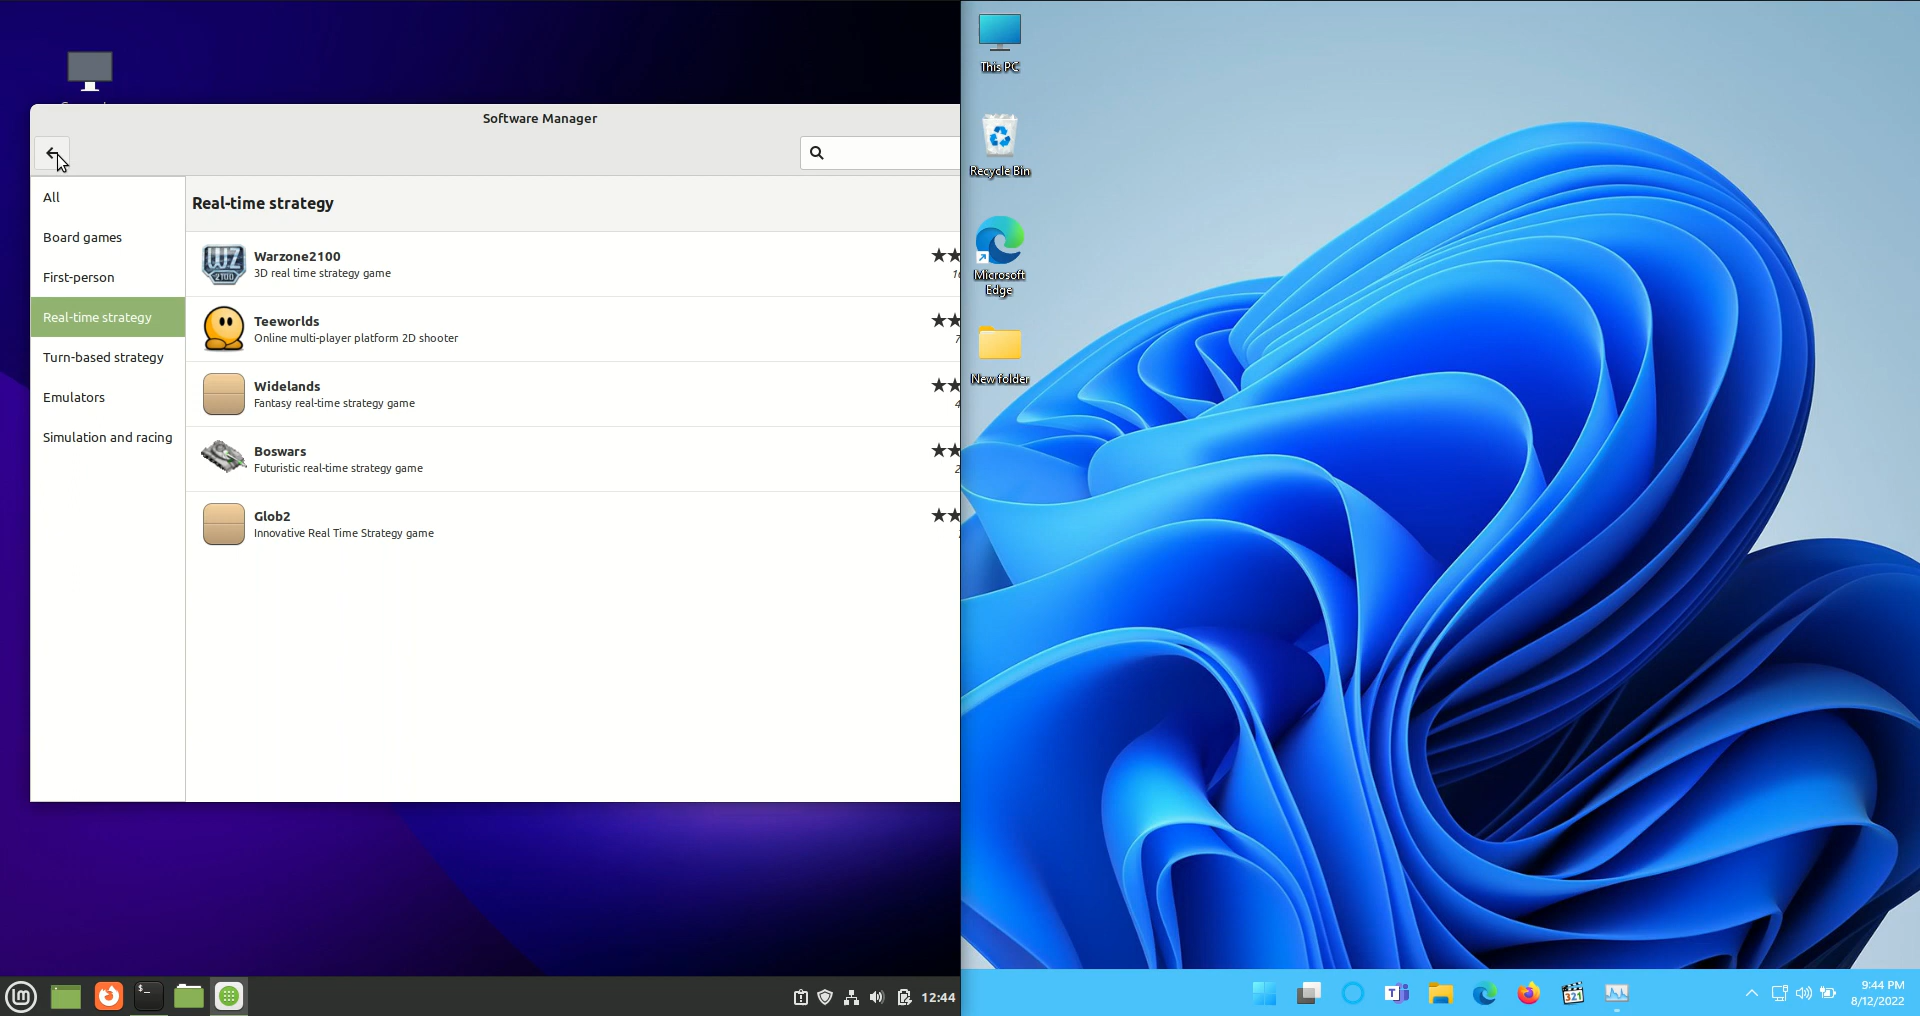 Software Manager
All
Board games
First-person
Real-time strategy
Turn-based strategy
Emulators
Simulation and racing
Real-time strategy
WZ
2100
Warzone2100
3D real time strategy game
Teeworlds
Online multi-player platform 2D shooter
Widelands
Fantasy real-time strategy game
Boswars
Futuristic real-time strategy game
Glob2
Innovative Real Time Strategy game
12:44
This PC
Recycle Bin
Microsoft
Edge
New folder
321
9:44 PM
8/12/2022